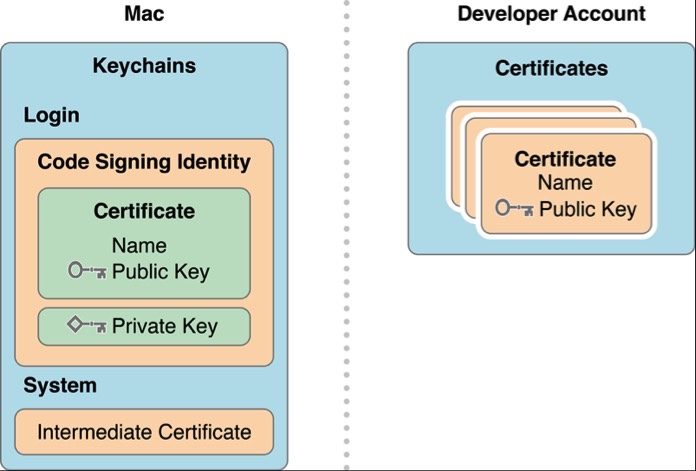 Mac
Keychains
Login
Code Signing Identity
Certificate
Name
Public Key
Private Key
System
Intermediate Certificate
Developer Account
Certificates
Certificate
Name
Public Key